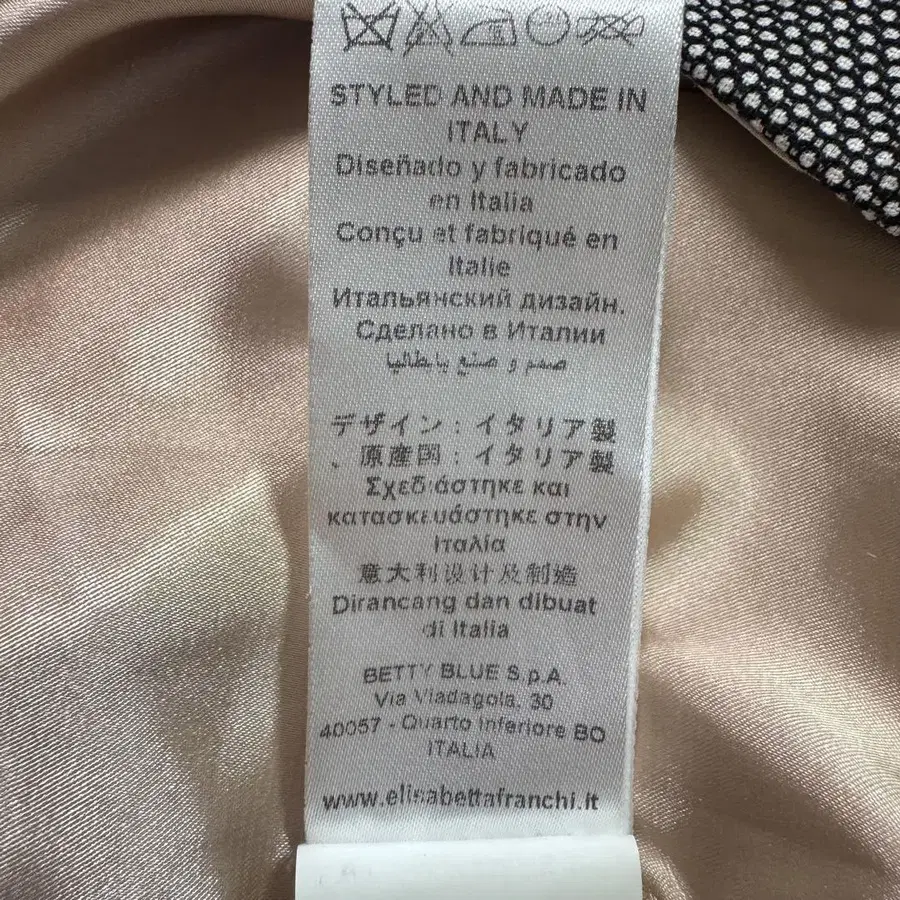 STYLED AND MADE IN
ITALY
Diseñado y fabricado
en Italia
Conçu et fabriqué en
Italie
Итальянский дизайн.
Сделано в Италии
صمم و صنع بإيطاليا
デザイン：イタリア製
、原産国：イタリア製
Σχεδιάστηκε και
κατασκευάστηκε στην
Ιταλία
意大利设计及制造
Dirancang dan dibuat
di Italia
BETTY BLUE S.p.A.
Via Viadagola, 30
40057 - Quarto Inferiore BO
ITALIA
www.elisabettafranchi.it